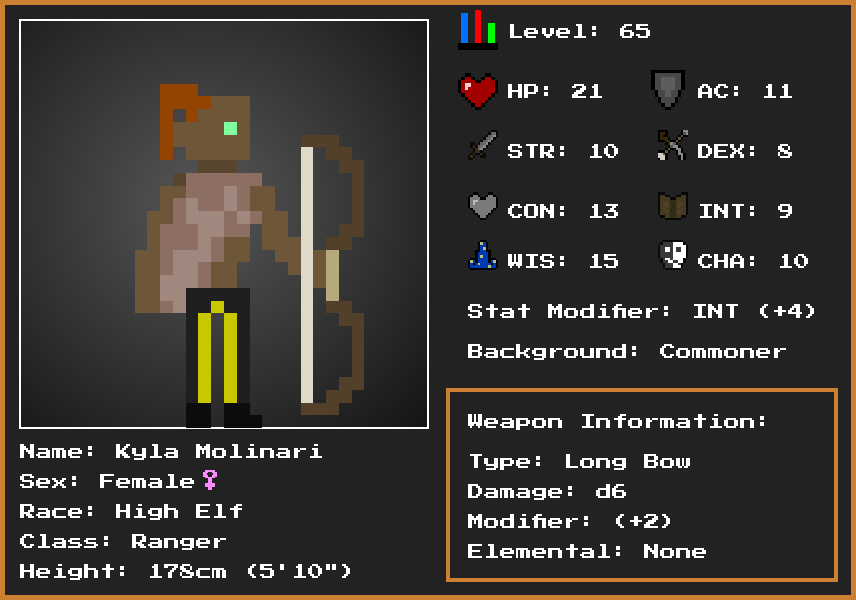 Level: 65
HP: 21
AC: 11
STR: 10
DEX: 8
CON: 13
INT: 9
WIS: 15
CHA: 10
Stat Modifier: INT (+4)
Background: Commoner
Weapon Information:
Type: Long Bow
Damage: d6
Modifier: (+2)
Elemental: None
Name: Kyla Molinari
Sex: Female♀
Race: High Elf
Class: Ranger
Height: 178cm (5'10")